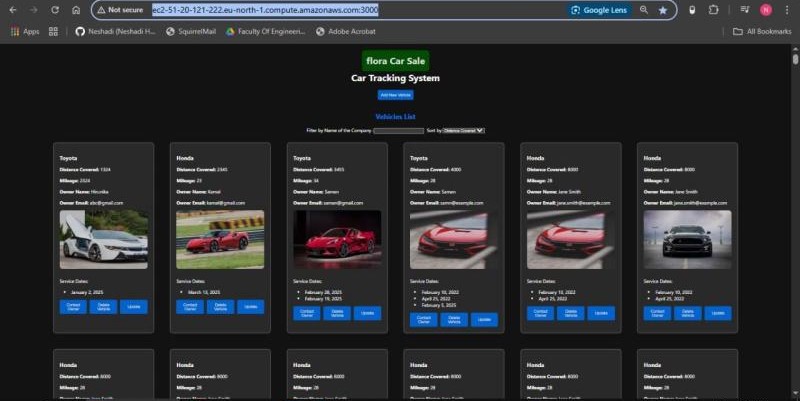 Not secure
ec2-51-20-121-222.eu-north-1.compute.amazonaws.com:3000
Google Lens
N
Apps
Neshadi (Neshadi H...
SquirrelMail
Faculty Of Engineeri...
Adobe Acrobat
All Bookmarks
flora Car Sale
Car Tracking System
Add New Vehicle
Vehicles List
Filter by Name of the Company:
Sort by: Distance Covered
Toyota
Distance Covered: 1324
Mileage: 2324
Owner Name: Hirunika
Owner Email: abc@gmail.com
Service Dates:
January 2, 2025
Contact Owner
Delete Vehicle
Update
Honda
Distance Covered: 2345
Mileage: 23
Owner Name: Kamal
Owner Email: kamal@gmail.com
Service Dates:
March 13, 2025
Contact Owner
Delete Vehicle
Update
Toyota
Distance Covered: 3455
Mileage: 34
Owner Name: Saman
Owner Email: saman@gmail.com
Service Dates:
February 28, 2025
February 19, 2025
Contact Owner
Delete Vehicle
Update
Toyota
Distance Covered: 4000
Mileage: 28
Owner Name: Saman
Owner Email:
Service Dates:
February 10, 2022
April 25, 2022
February 5, 2025
Contact Owner
Delete Vehicle
Update
Honda
Distance Covered: 8000
Mileage: 28
Owner Name: Jane Smith
Owner Email: jane.smith@example.com
Service Dates:
February 10, 2022
April 25, 2022
Contact Owner
Delete Vehicle
Update
Honda
Distance Covered: 8000
Mileage: 28
Owner Name: Jane Smith
Owner Email: jane.smith@example.com
Service Dates:
February 10, 2022
April 25, 2022
Contact Owner
Delete Vehicle
Update
Honda
Distance Covered: 8000
Mileage: 28
Honda
Distance Covered: 8000
Mileage: 28
Honda
Distance Covered: 8000
Mileage: 28
Honda
Distance Covered: 8000
Mileage: 28
Honda
Distance Covered: 8000
Mileage: 28
Honda
Distance Covered: 8000
Mileage: 28